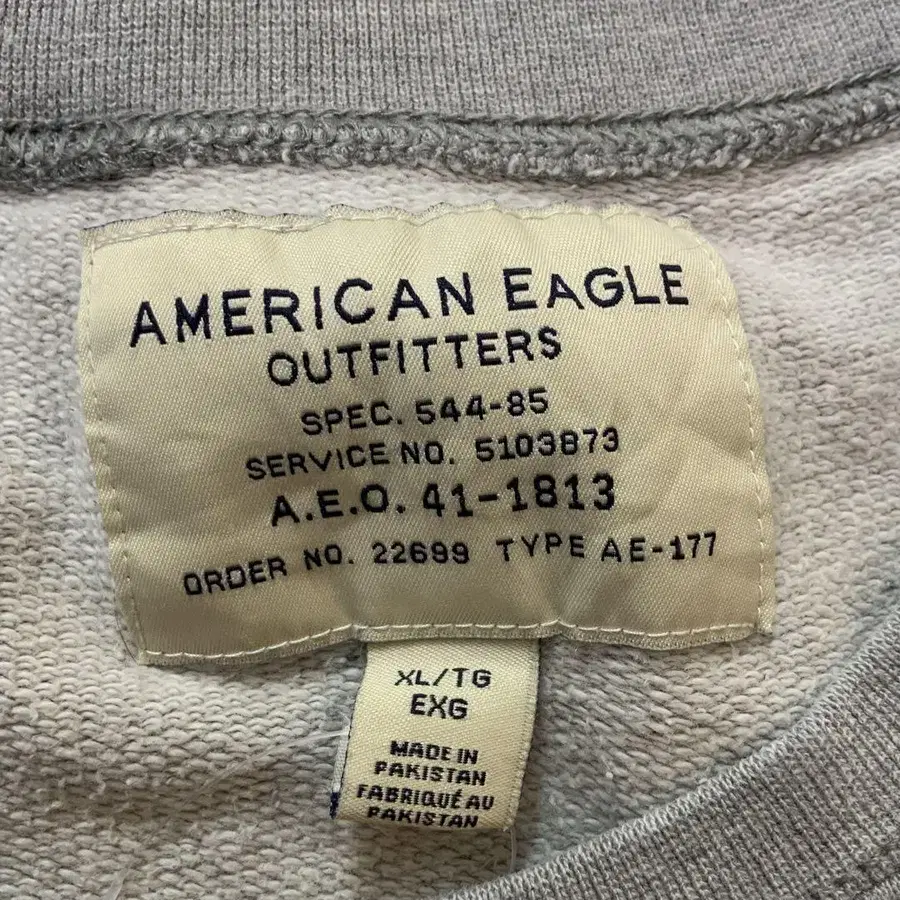 AMERICAN EAGLE
OUTFITTERS
SPEC. 544-85
SERVICE NO. 5103873
A.E.O. 41-1813
ORDER NO. 22699 TYPE AE-177
XL/TG
EXG
MADE IN
PAKISTAN
FABRIQUÉ AU
PAKISTAN